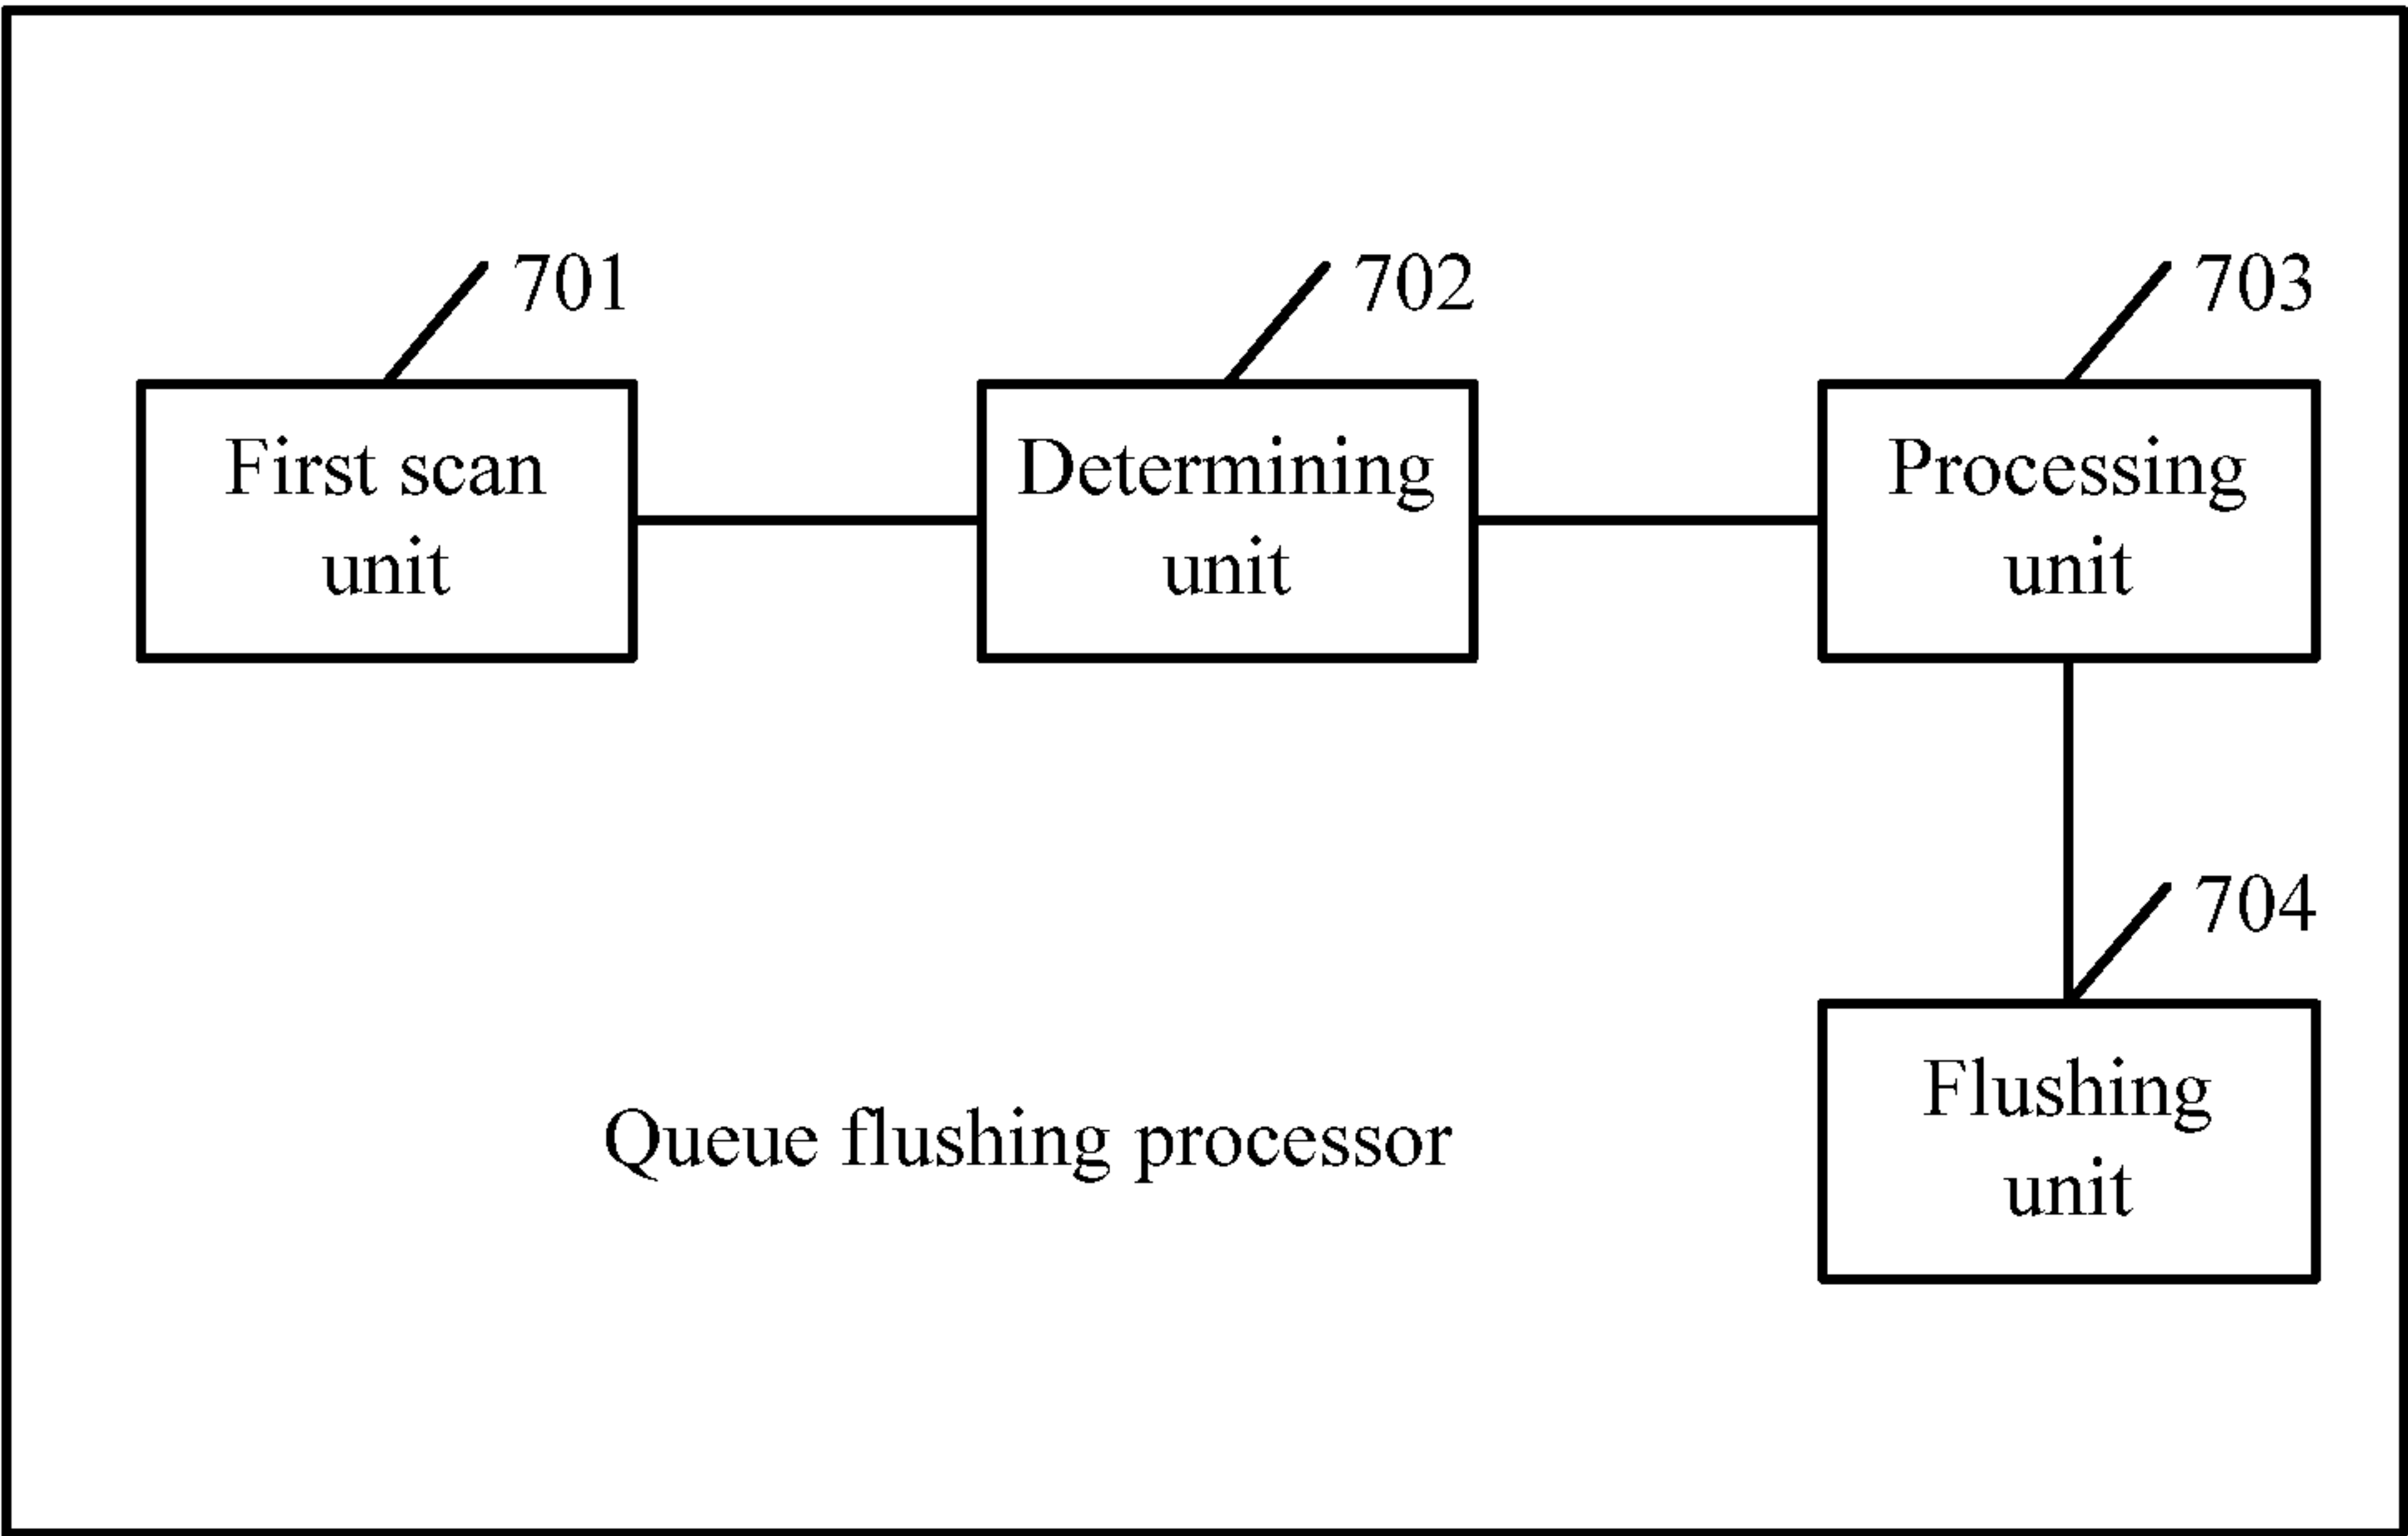 701
702
703
First scan
unit
Determining
unit
Processing
unit
704
Flushing
unit
Queue flushing processor